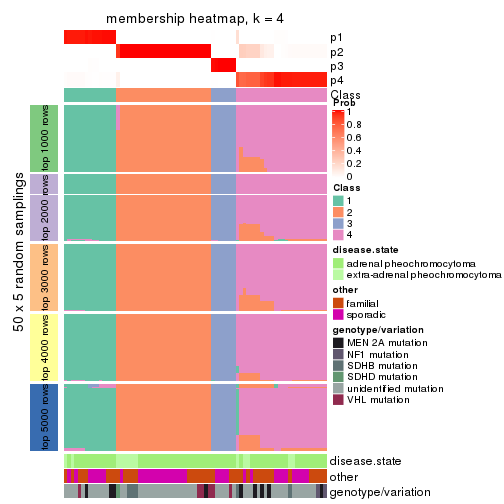 membership heatmap, k = 4
p1
p2
p3
p4
Class
Prob
1
0.8
0.6
0.4
0.2
0
Class
1
2
3
4
disease.state
adrenal pheochromocytoma
extra-adrenal pheochromocytoma
other
familial
sporadic
genotype/variation
MEN 2A mutation
NF1 mutation
SDHB mutation
SDHD mutation
unidentified mutation
VHL mutation
50 x 5 random samplings
top 1000 rows
top 2000 rows
top 3000 rows
top 4000 rows
top 5000 rows
disease.state
other
genotype/variation